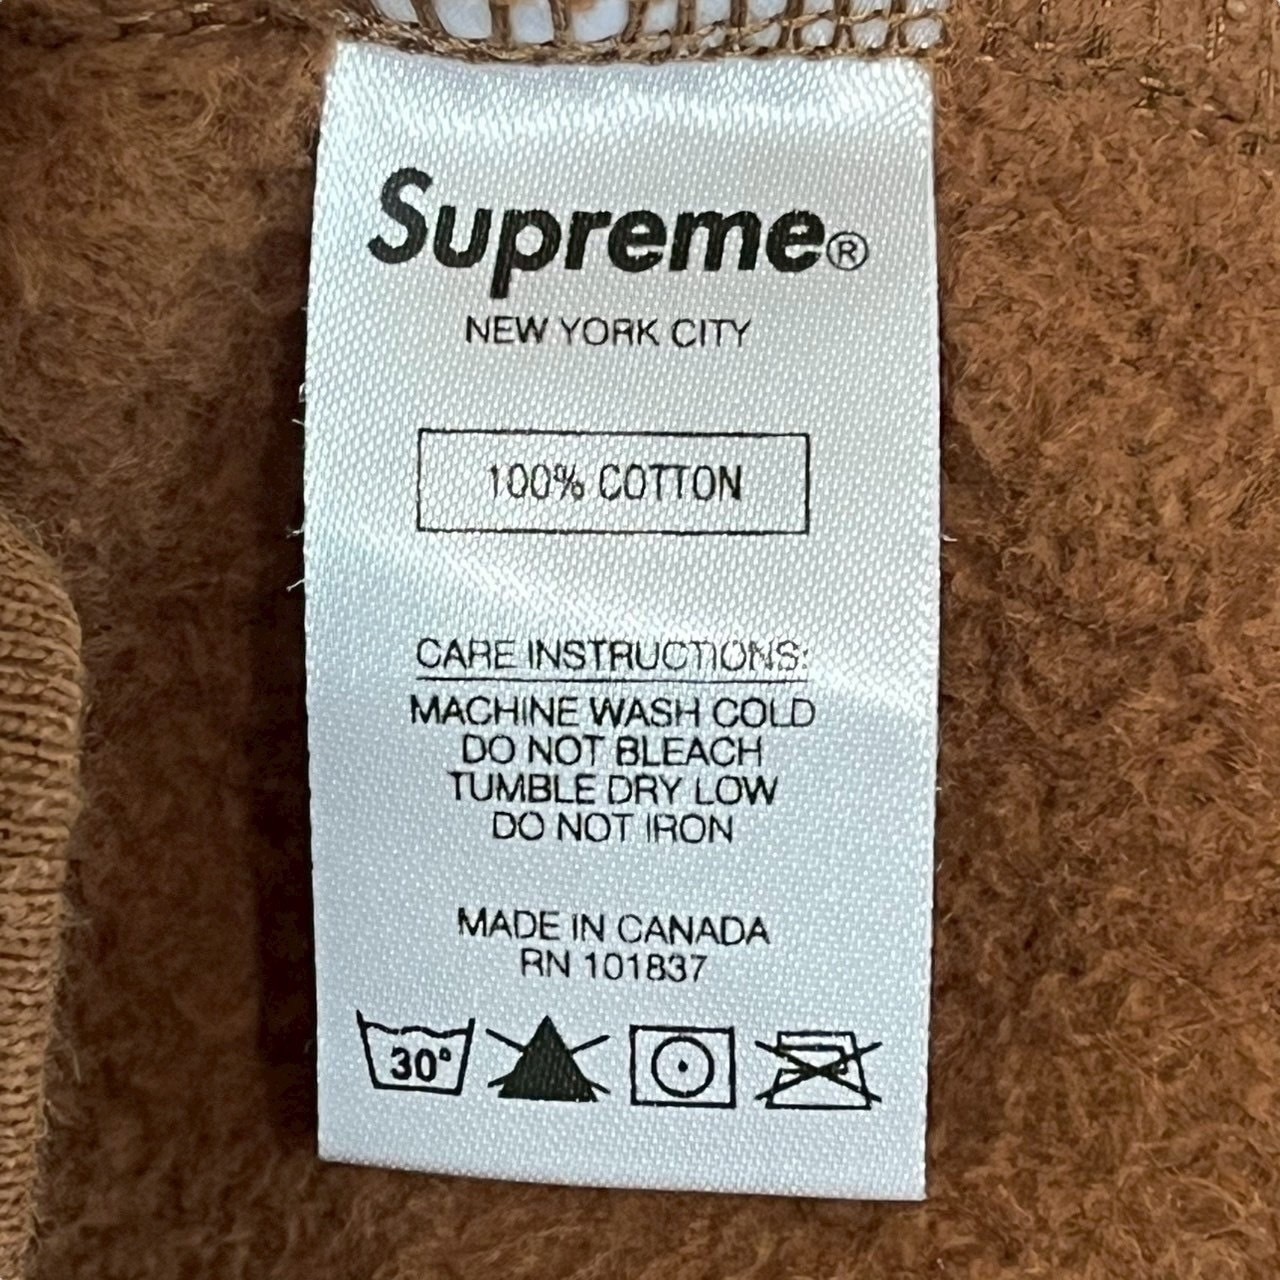 Supreme®
NEW YORK CITY
100% COTTON
CARE INSTRUCTIONS:
MACHINE WASH COLD
DO NOT BLEACH
TUMBLE DRY LOW
DO NOT IRON
MADE IN CANADA
RN 101837
30°